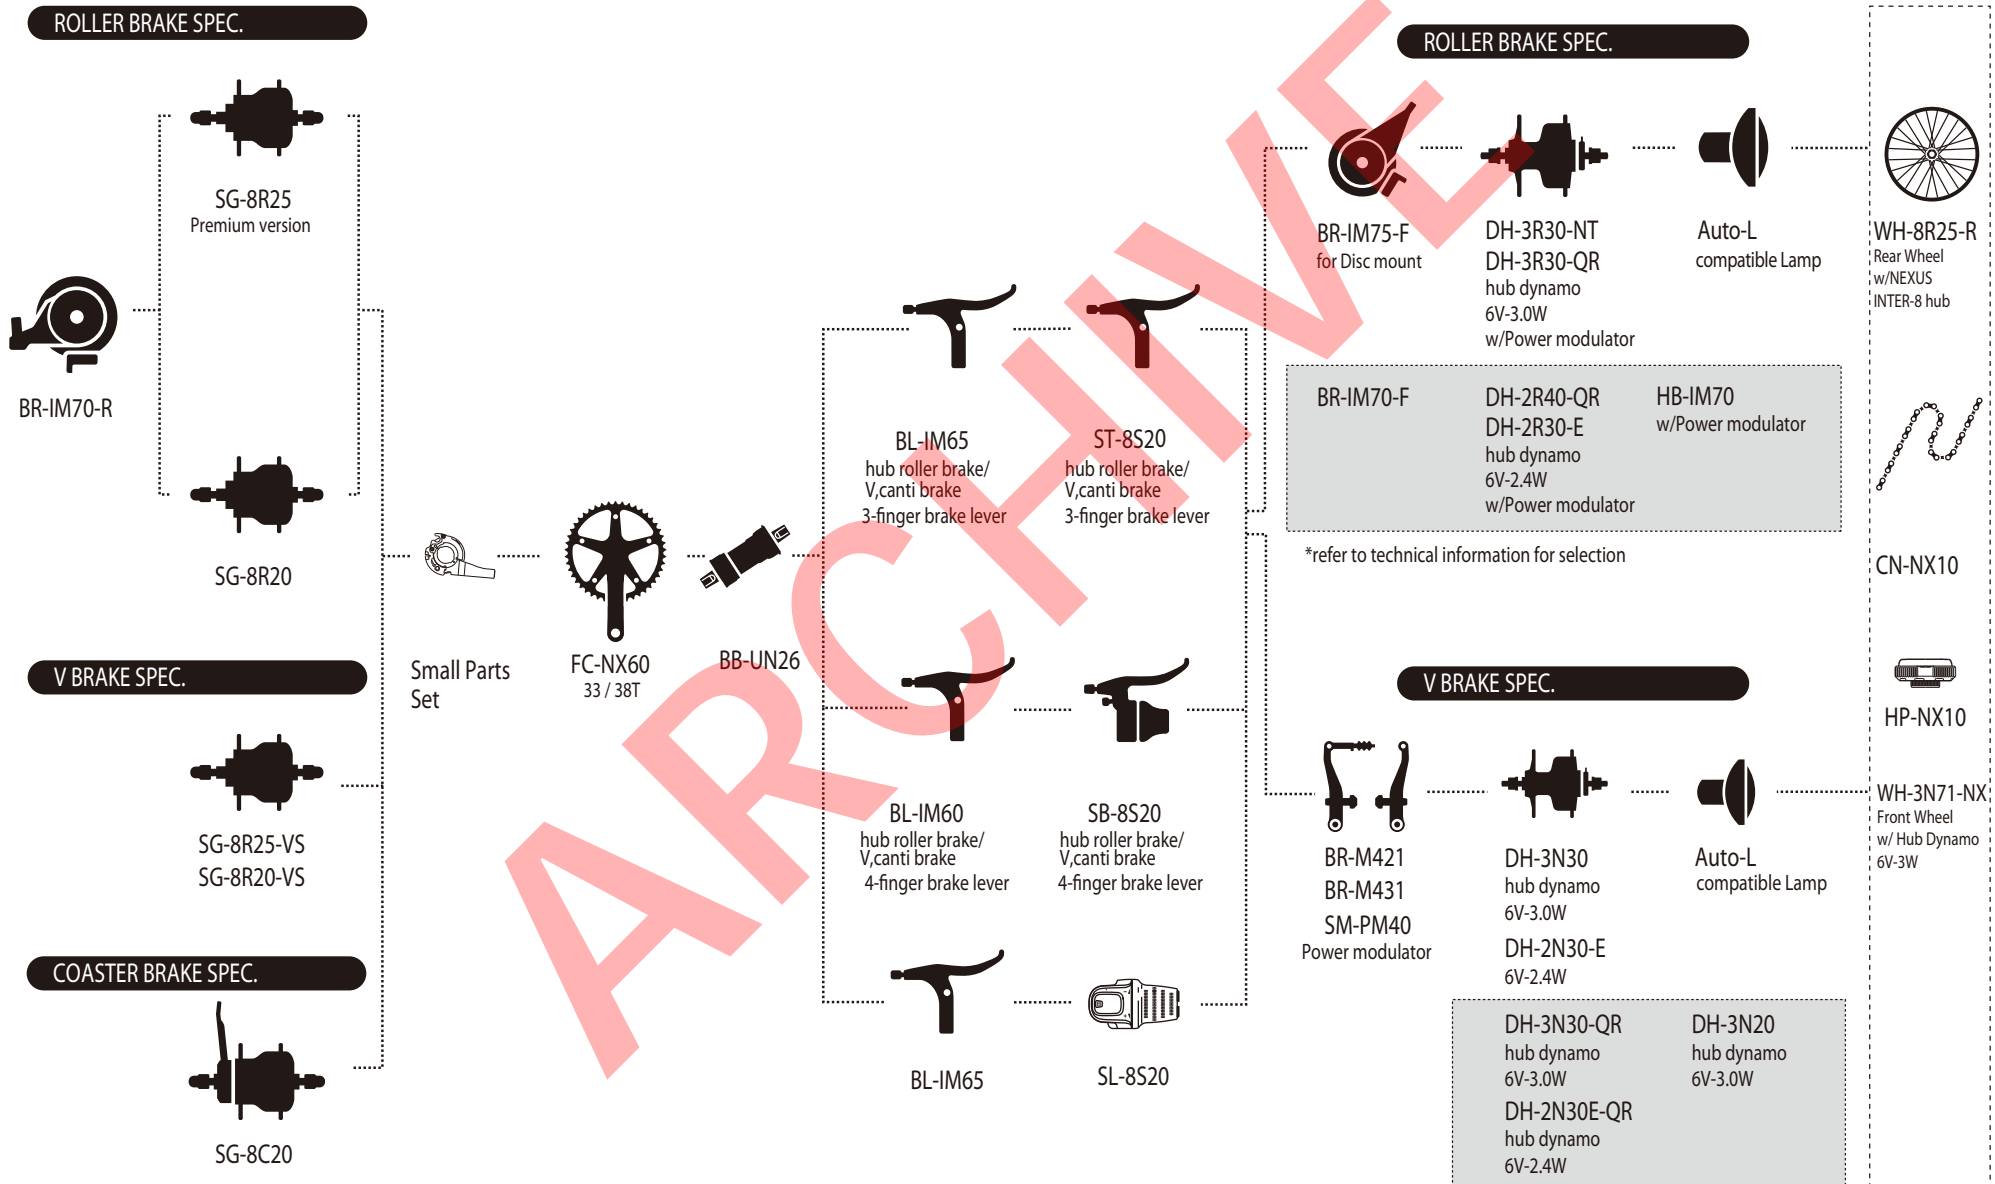 ROLLER BRAKE SPEC.
SG-8R25
Premium version
BR-IM70-R
SG-8R20
V BRAKE SPEC.
SG-8R25-VS
SG-8R20-VS
COASTER BRAKE SPEC.
SG-8C20
Small Parts
Set
FC-NX60
33 / 38T
BB-UN26
BL-IM65
hub roller brake/
V,canti brake
3-finger brake lever
ST-8S20
hub roller brake/
V,canti brake
3-finger brake lever
BL-IM60
hub roller brake/
V,canti brake
4-finger brake lever
SB-8S20
hub roller brake/
V,canti brake
4-finger brake lever
BL-IM65
SL-8S20
ROLLER BRAKE SPEC.
BR-IM75-F
for Disc mount
DH-3R30-NT
DH-3R30-QR
hub dynamo
6V-3.0W
w/Power modulator
Auto-L
compatible Lamp
BR-IM70-F
DH-2R40-QR
DH-2R30-E
hub dynamo
6V-2.4W
w/Power modulator
HB-IM70
w/Power modulator
*refer to technical information for selection
V BRAKE SPEC.
BR-M421
BR-M431
SM-PM40
Power modulator
DH-3N30
hub dynamo
6V-3.0W
DH-2N30-E
6V-2.4W
Auto-L
compatible Lamp
DH-3N30-QR
hub dynamo
6V-3.0W
DH-2N30E-QR
hub dynamo
6V-2.4W
DH-3N20
hub dynamo
6V-3.0W
WH-8R25-R
Rear Wheel
w/NEXUS
INTER-8 hub
CN-NX10
HP-NX10
WH-3N71-NX
Front Wheel
w/ Hub Dynamo
6V-3W
ARCHIVE